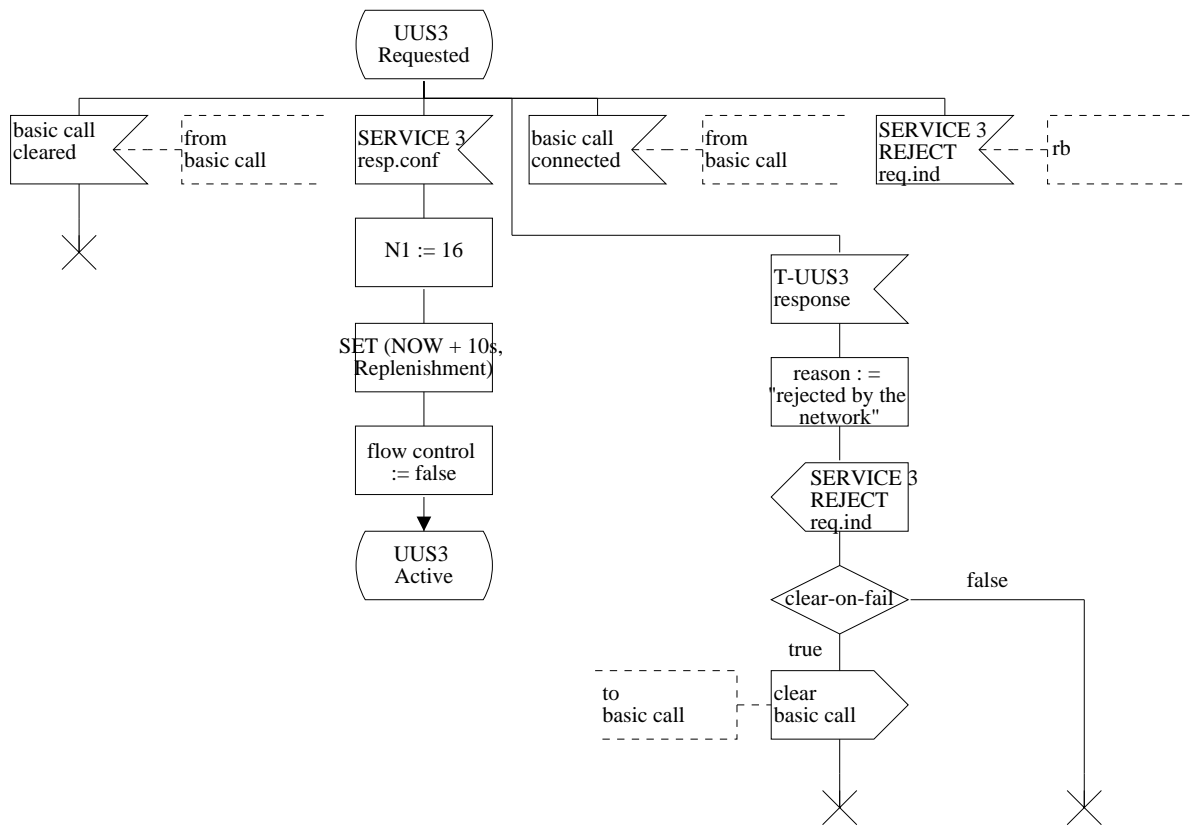 UUS3
Requested
basic call
cleared
from
basic call
SERVICE 3
resp.conf
basic call
connected
from
basic call
SERVICE 3
REJECT
req.ind
rb
N1 := 16
T-UUS3
response
SET (NOW + 10s,
Replenishment)
reason : =
"rejected by the
network"
flow control
:= false
SERVICE 3
REJECT
req.ind
UUS3
Active
clear-on-fail
false
true
to
basic call
clear
basic call